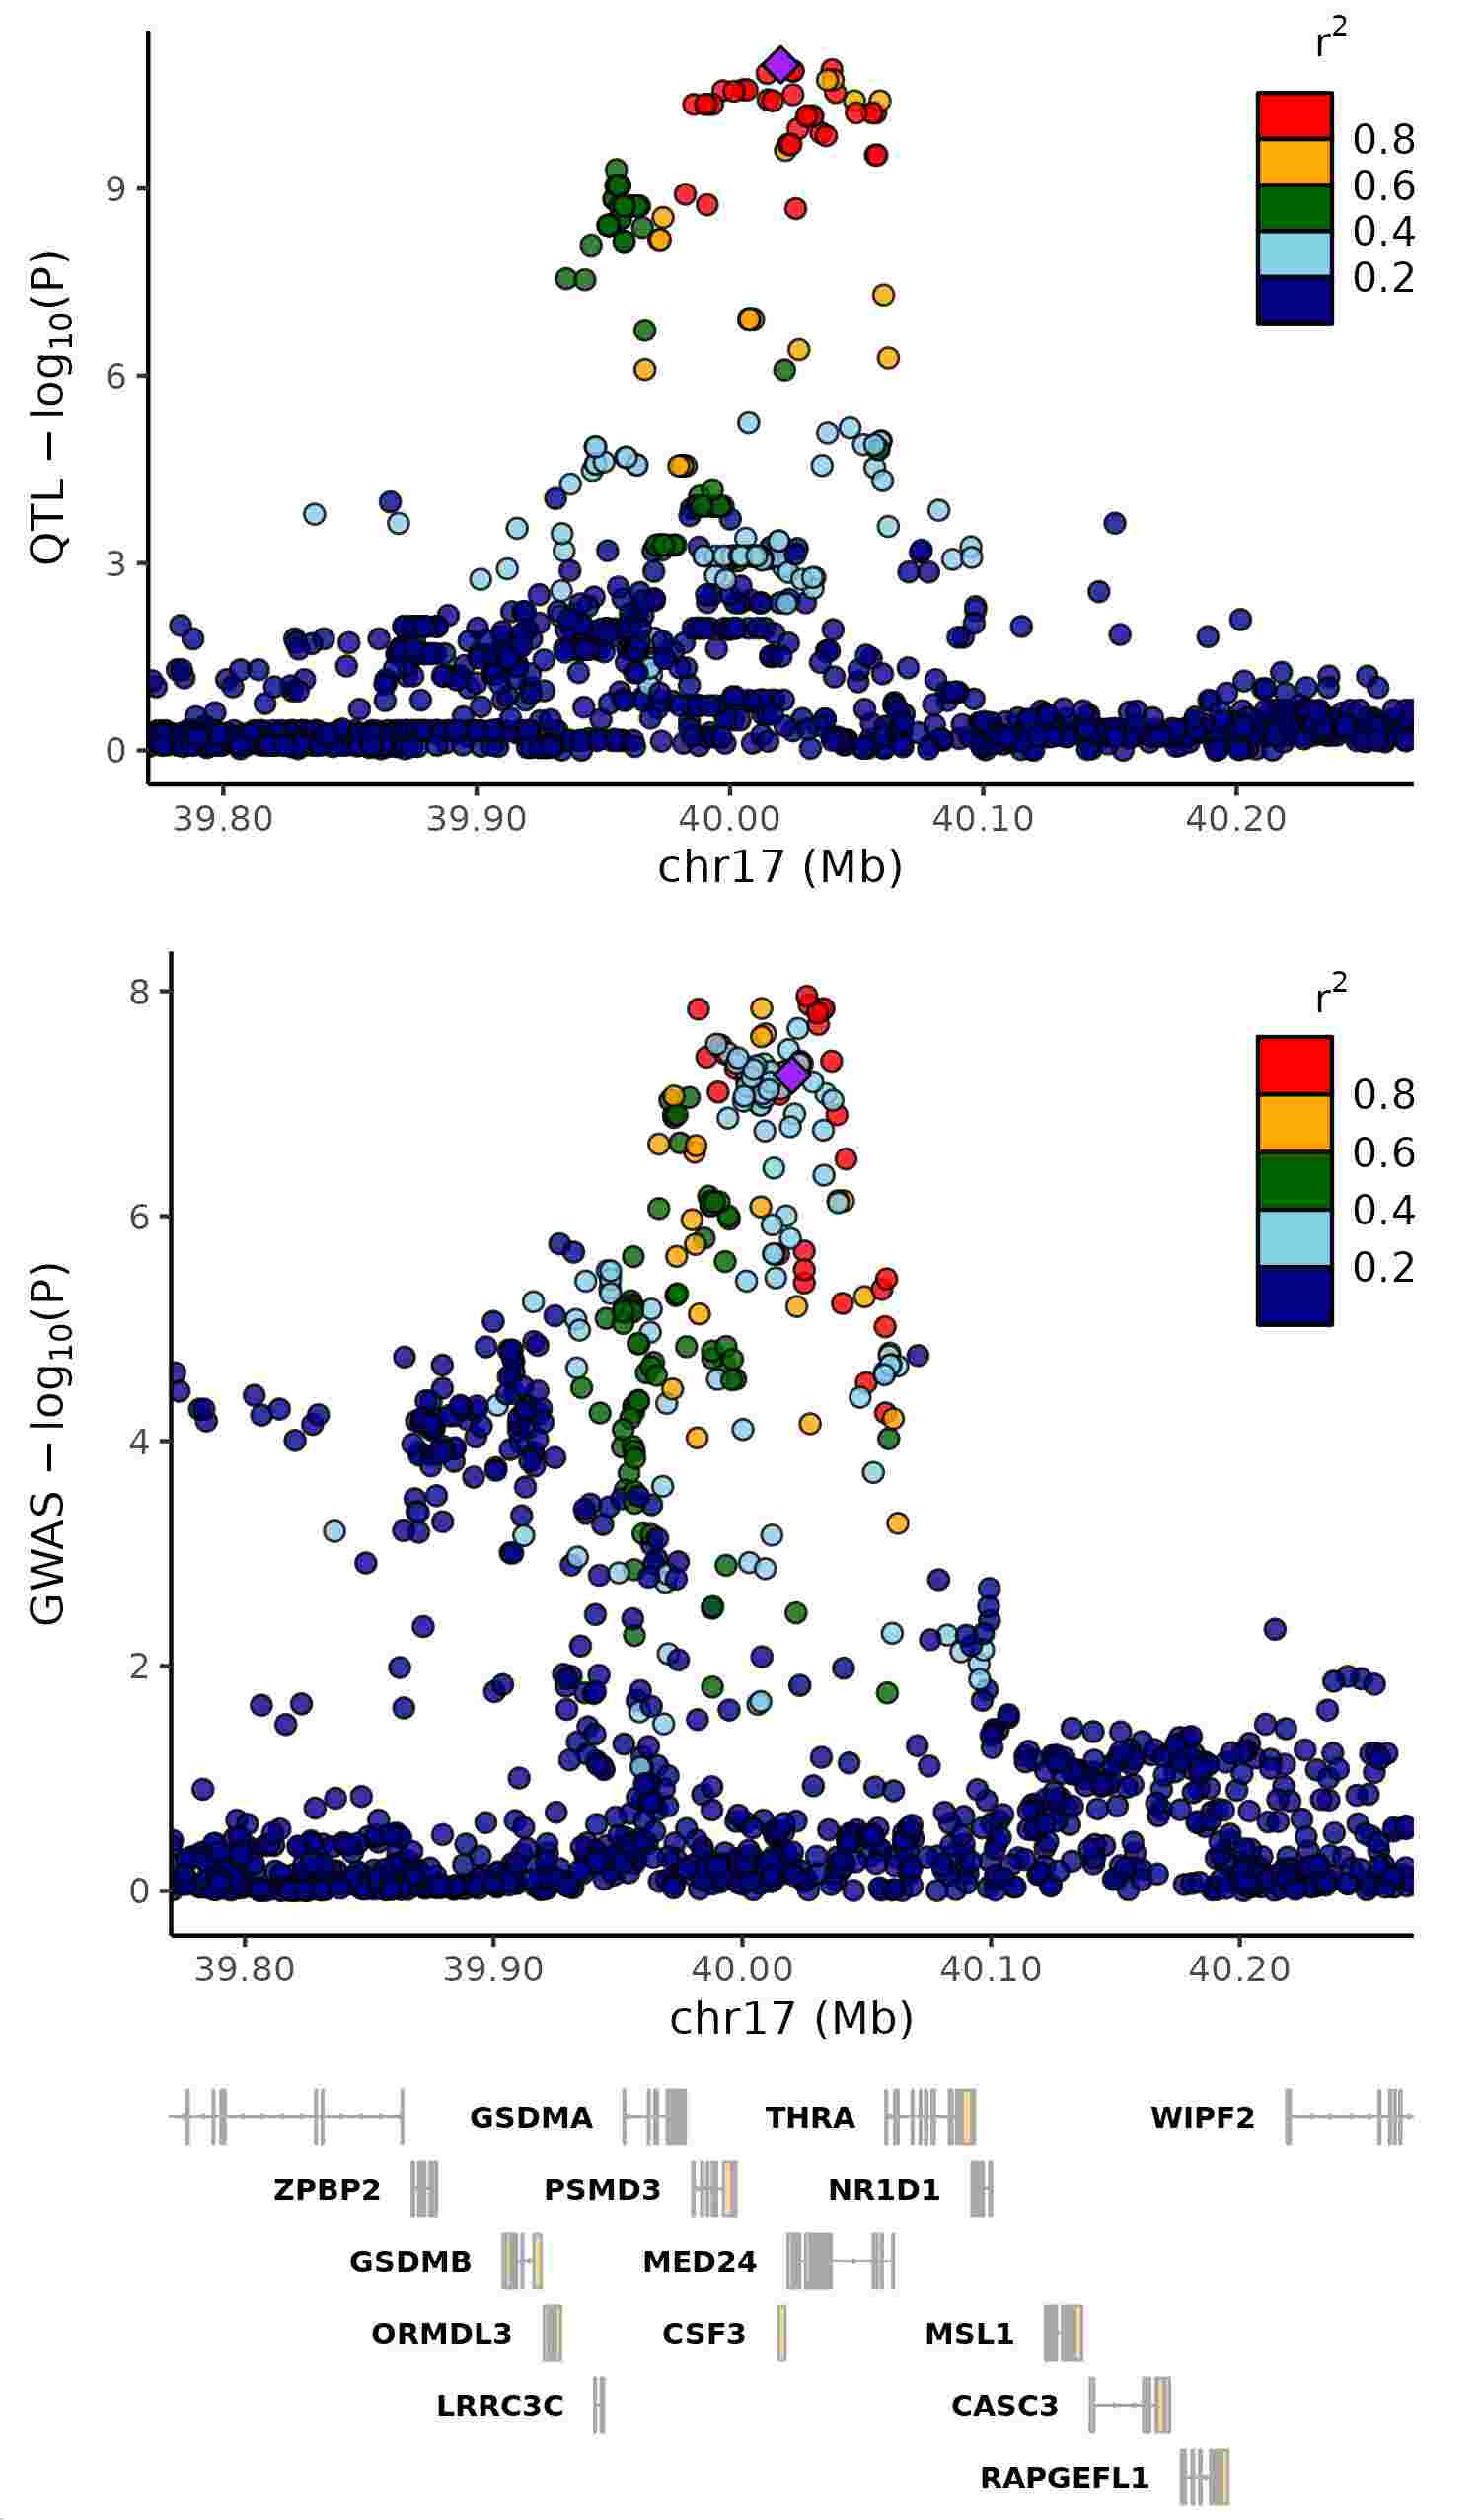 r²
0.8
0.6
0.4
0.2
9
6
3
0
QTL −log₁₀(P)
39.80 39.90 40.00 40.10 40.20
chr17 (Mb)
r²
0.8
0.6
0.4
0.2
8
6
4
2
0
GWAS −log₁₀(P)
39.80 39.90 40.00 40.10 40.20
chr17 (Mb)
GSDMA THRA WIPF2
ZPBP2 PSMD3 NR1D1
GSDMB MED24
ORMDL3 CSF3 MSL1
LRRC3C CASC3
RAPGEFL1